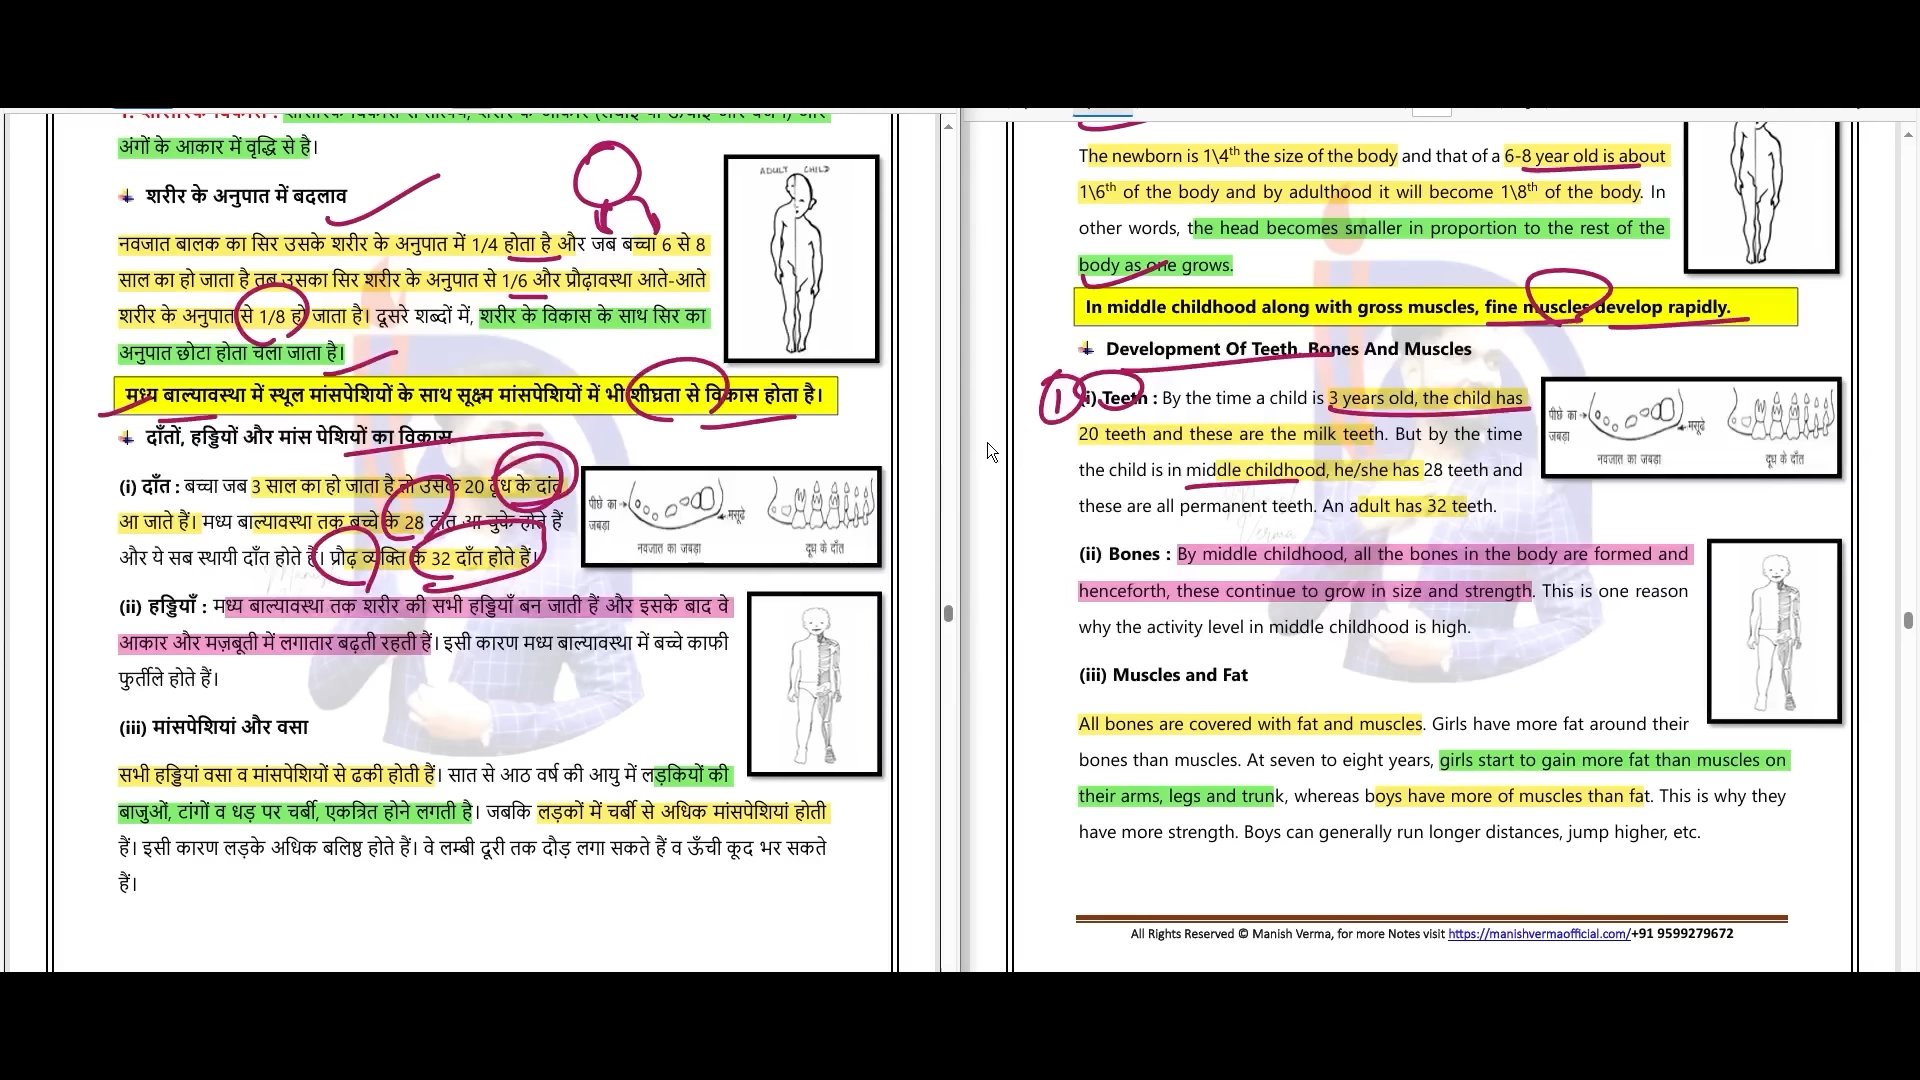 1. शारीरिक विकास : शारीरिक विकास से तात्पर्य, शरीर के आकार (लंबाई या ऊंचाई और वजन) और
अंगों के आकार में वृद्धि से है।
शरीर के अनुपात में बदलाव
नवजात बालक का सिर उसके शरीर के अनुपात में 1/4 होता है और जब बच्चा 6 से 8
साल का हो जाता है तब उसका सिर शरीर के अनुपात से 1/6 और प्रौढ़ावस्था आते-आते
शरीर के अनुपात से 1/8 हो जाता है। दूसरे शब्दों में, शरीर के विकास के साथ सिर का
अनुपात छोटा होता चला जाता है।
ADULT CHILD
मध्य बाल्यावस्था में स्थूल मांसपेशियों के साथ सूक्ष्म मांसपेशियों में भी शीघ्रता से विकास होता है।
दाँतों, हड्डियों और मांस पेशियों का विकास
(i) दाँत : बच्चा जब 3 साल का हो जाता है तो उसके 20 दूध के दांत
आ जाते हैं। मध्य बाल्यावस्था तक बच्चे के 28 दांत आ चुके होते हैं
और ये सब स्थायी दाँत होते हैं। प्रौढ़ व्यक्ति के 32 दाँत होते हैं।
पीछे का
जबड़ा
मसूढ़े
नवजात का जबड़ा
दूध के दाँत
(ii) हड्डियाँ : मध्य बाल्यावस्था तक शरीर की सभी हड्डियाँ बन जाती हैं और इसके बाद वे
आकार और मज़बूती में लगातार बढ़ती रहती हैं। इसी कारण मध्य बाल्यावस्था में बच्चे काफी
फुर्तीले होते हैं।
(iii) मांसपेशियां और वसा
सभी हड्डियां वसा व मांसपेशियों से ढकी होती हैं। सात से आठ वर्ष की आयु में लड़कियों की
बाजुओं, टांगों व धड़ पर चर्बी, एकत्रित होने लगती है। जबकि लड़कों में चर्बी से अधिक मांसपेशियां होती
हैं। इसी कारण लड़के अधिक बलिष्ठ होते हैं। वे लम्बी दूरी तक दौड़ लगा सकते हैं व ऊँची कूद भर सकते
हैं।
The newborn is 1\4th the size of the body and that of a 6-8 year old is about
1\6th of the body and by adulthood it will become 1\8th of the body. In
other words, the head becomes smaller in proportion to the rest of the
body as one grows.
In middle childhood along with gross muscles, fine muscles develop rapidly.
Development Of Teeth, Bones And Muscles
1
(i) Teeth : By the time a child is 3 years old, the child has
20 teeth and these are the milk teeth. But by the time
the child is in middle childhood, he/she has 28 teeth and
these are all permanent teeth. An adult has 32 teeth.
पीछे का
जबड़ा
मसूढ़े
नवजात का जबड़ा
दूध के दाँत
(ii) Bones : By middle childhood, all the bones in the body are formed and
henceforth, these continue to grow in size and strength. This is one reason
why the activity level in middle childhood is high.
(iii) Muscles and Fat
All bones are covered with fat and muscles. Girls have more fat around their
bones than muscles. At seven to eight years, girls start to gain more fat than muscles on
their arms, legs and trunk, whereas boys have more of muscles than fat. This is why they
have more strength. Boys can generally run longer distances, jump higher, etc.
All Rights Reserved © Manish Verma, for more Notes visit https://manishvermaofficial.com/+91 9599279672